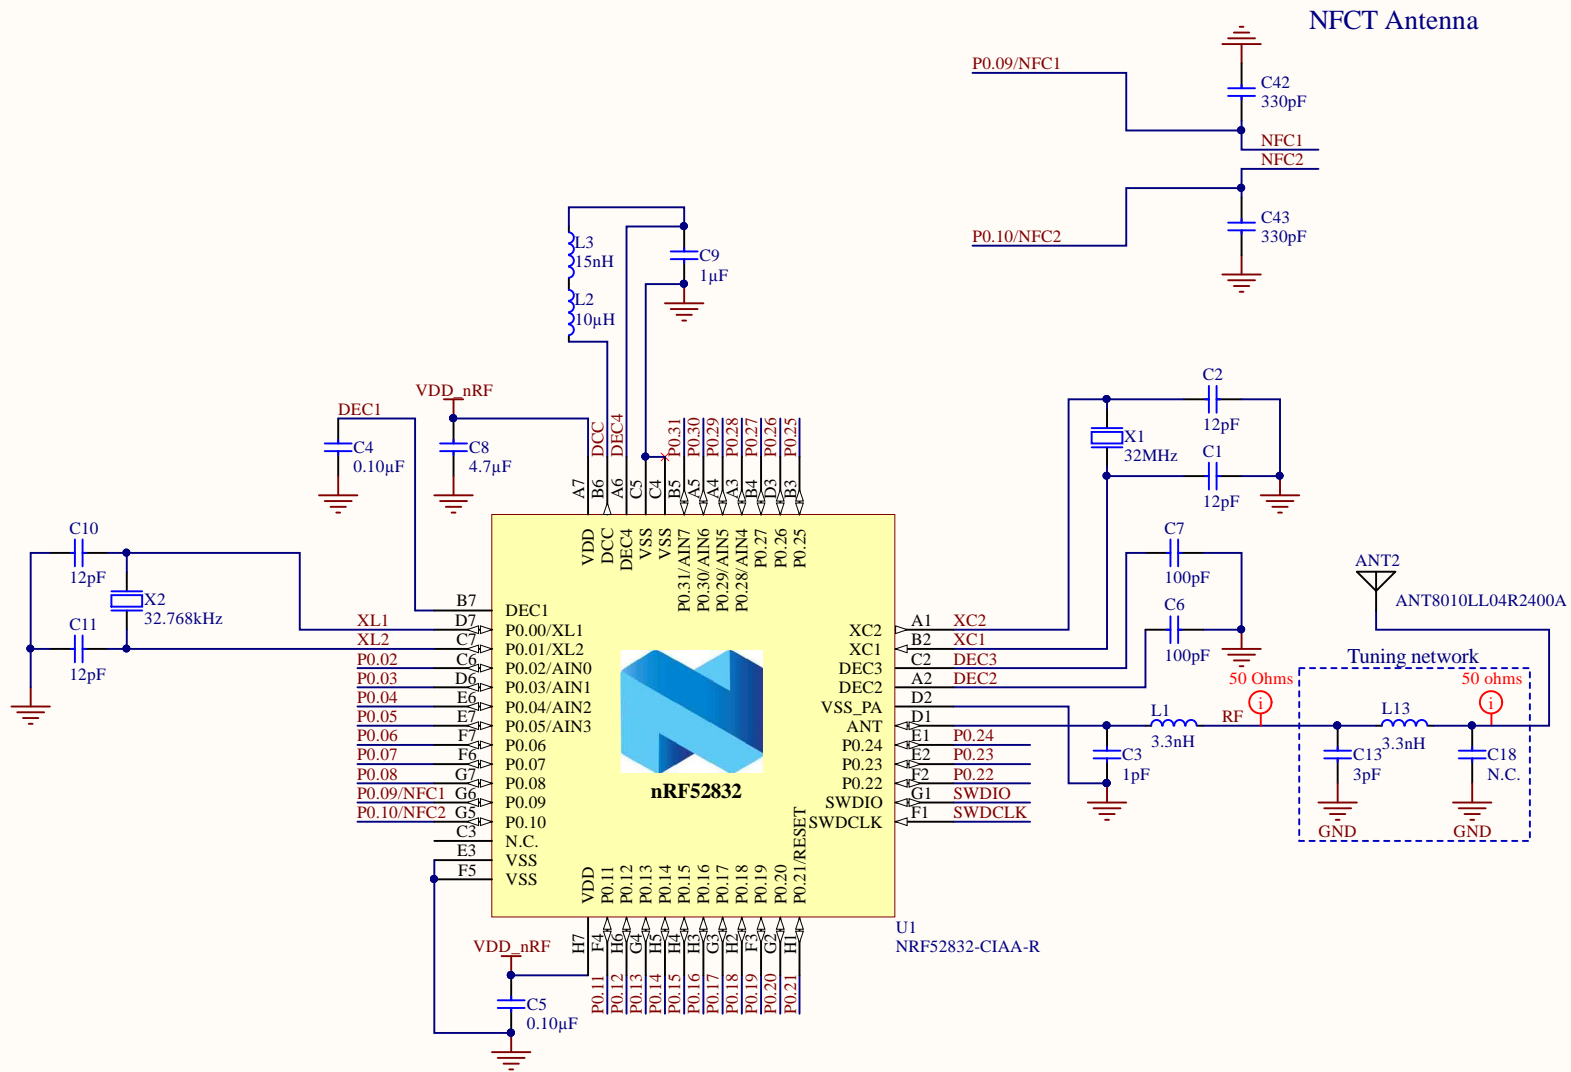 NFCT Antenna
P0.09/NFC1
C42
330pF
NFC1
NFC2
C43
330pF
P0.10/NFC2
L3
15nH
L2
10µH
C9
1µF
DEC1
C4
0.10µF
VDD_nRF
C8
4.7µF
DCC
DEC4
P0.31
P0.30
P0.29
P0.28
P0.27
P0.26
P0.25
A7
B6
A6
C5
C4
B5
A5
A4
A3
B4
D3
B3
VDD
DCC
DEC4
VSS
VSS
P0.31/AIN7
P0.30/AIN6
P0.29/AIN5
P0.28/AIN4
P0.27
P0.26
P0.25
C2
12pF
X1
32MHz
C1
12pF
C7
100pF
C6
100pF
C10
12pF
X2
32.768kHz
C11
12pF
B7 DEC1
XL1 D7 P0.00/XL1
XL2 C7 P0.01/XL2
P0.02 C6 P0.02/AIN0
P0.03 D6 P0.03/AIN1
P0.04 E6 P0.04/AIN2
P0.05 E7 P0.05/AIN3
P0.06 F7 P0.06
P0.07 F6 P0.07
P0.08 G7 P0.08
P0.09/NFC1 G6 P0.09
P0.10/NFC2 G5 P0.10
C3 N.C.
E3 VSS
F5 VSS
nRF52832
XC2 A1 XC2
XC1 B2 XC1
DEC3 C2 DEC3
DEC2 A2 DEC2
VSS_PA D2
ANT D1
P0.24 E1 P0.24
P0.23 E2 P0.23
P0.22 F2 P0.22
SWDIO G1 SWDIO
SWDCLK F1 SWDCLK
ANT2
ANT8010LL04R2400A
Tuning network
50 Ohms
i
50 ohms
i
L1
3.3nH
RF
C3
1pF
L13
3.3nH
C13
3pF
C18
N.C.
GND
GND
VDD
P0.11
P0.12
P0.13
P0.14
P0.15
P0.16
P0.17
P0.18
P0.19
P0.20
P0.21/RESET
H7
F4
H6
G4
H5
H4
H3
G3
H2
F3
G2
H1
P0.11
P0.12
P0.13
P0.14
P0.15
P0.16
P0.17
P0.18
P0.19
P0.20
P0.21
U1
NRF52832-CIAA-R
VDD_nRF
C5
0.10µF